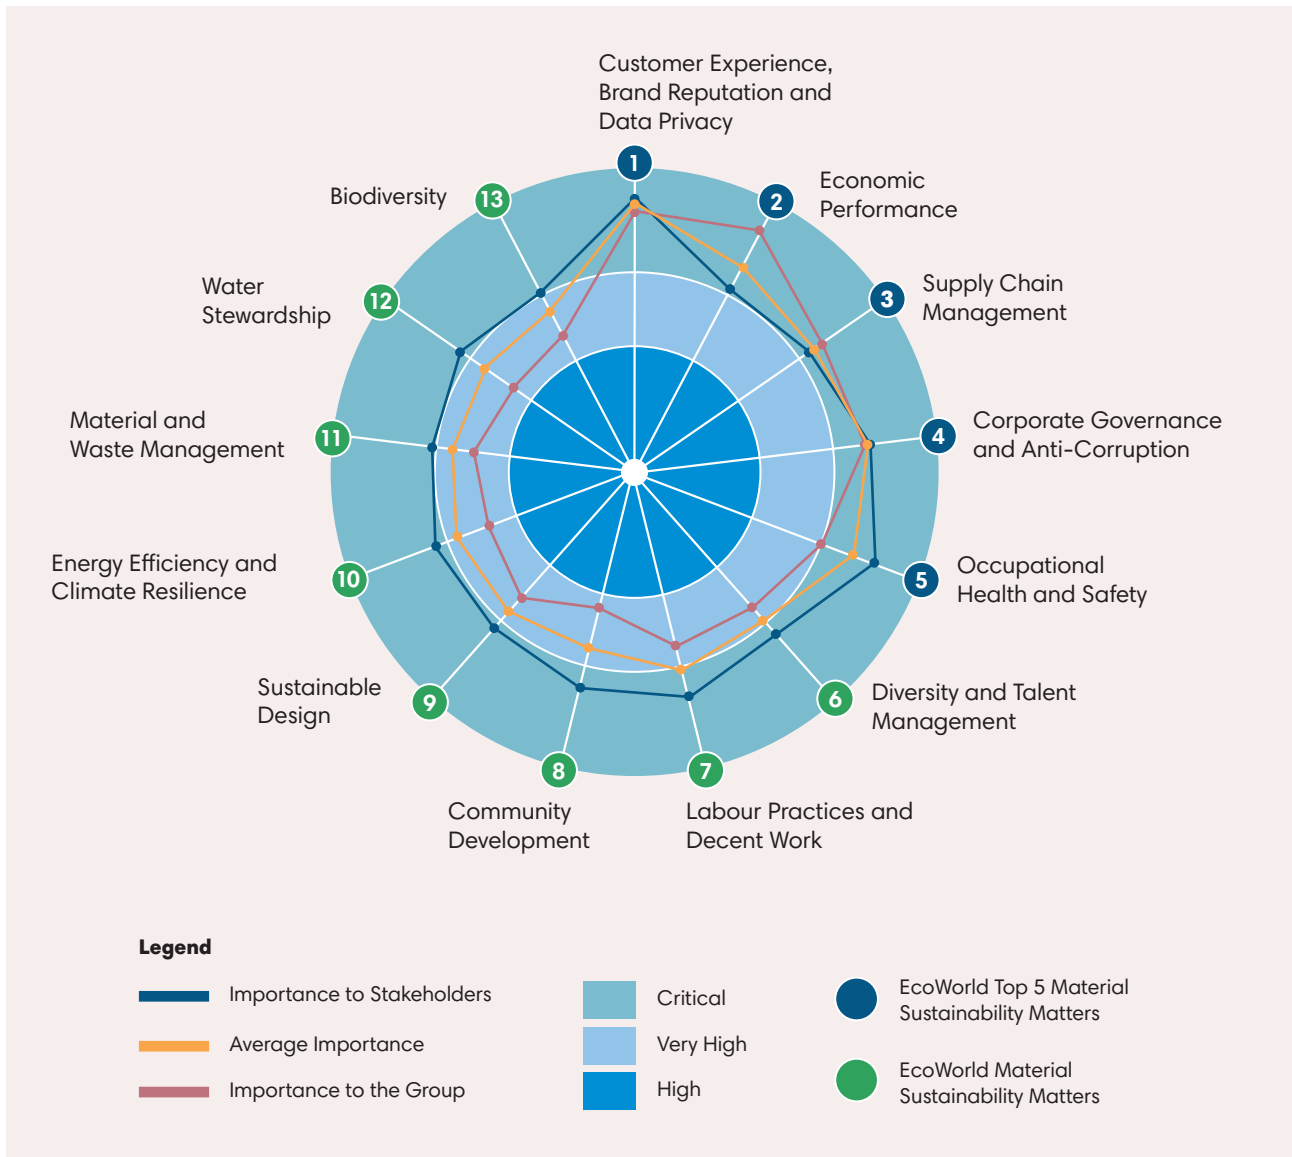 Customer Experience,
Brand Reputation and
Data Privacy
1
Economic
Performance
2
Supply Chain
Management
3
Corporate Governance
and Anti-Corruption
4
Occupational
Health and Safety
5
Diversity and Talent
Management
6
Labour Practices and
Decent Work
7
Community
Development
8
Sustainable
Design
9
Energy Efficiency and
Climate Resilience
10
Material and
Waste Management
11
Water
Stewardship
12
Biodiversity
13
Legend
Importance to Stakeholders
Average Importance
Importance to the Group
Critical
Very High
High
EcoWorld Top 5 Material
Sustainability Matters
EcoWorld Material
Sustainability Matters